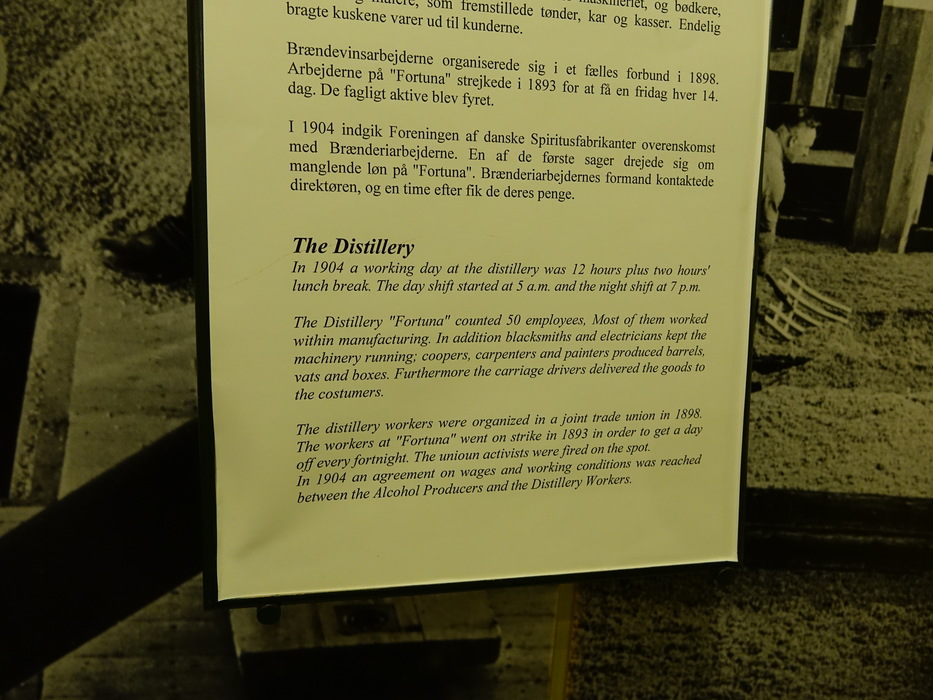 som fremstillede tønder, kar og kasser. Endelig
bragte kuskene varer ud til kunderne.
Brændevinsarbejderne organiserede sig i et fælles forbund i 1898.
Arbejderne på "Fortuna" strejkede i 1893 for at få en fridag hver 14.
dag. De fagligt aktive blev fyret.
I 1904 indgik Foreningen af danske Spiritusfabrikanter overenskomst
med Brænderiarbejderne. En af de første sager drejede sig om
manglende løn på "Fortuna". Brænderiarbejdernes formand kontaktede
direktøren, og en time efter fik de deres penge.
The Distillery
In 1904 a working day at the distillery was 12 hours plus two hours'
lunch break. The day shift started at 5 a.m. and the night shift at 7 p.m.
The Distillery "Fortuna" counted 50 employees, Most of them worked
within manufacturing. In addition blacksmiths and electricians kept the
machinery running; coopers, carpenters and painters produced barrels,
vats and boxes. Furthermore the carriage drivers delivered the goods to
the costumers.
The distillery workers were organized in a joint trade union in 1898.
The workers at "Fortuna" went on strike in 1893 in order to get a day
off every fortnight. The unioun activists were fired on the spot.
In 1904 an agreement on wages and working conditions was reached
between the Alcohol Producers and the Distillery Workers.